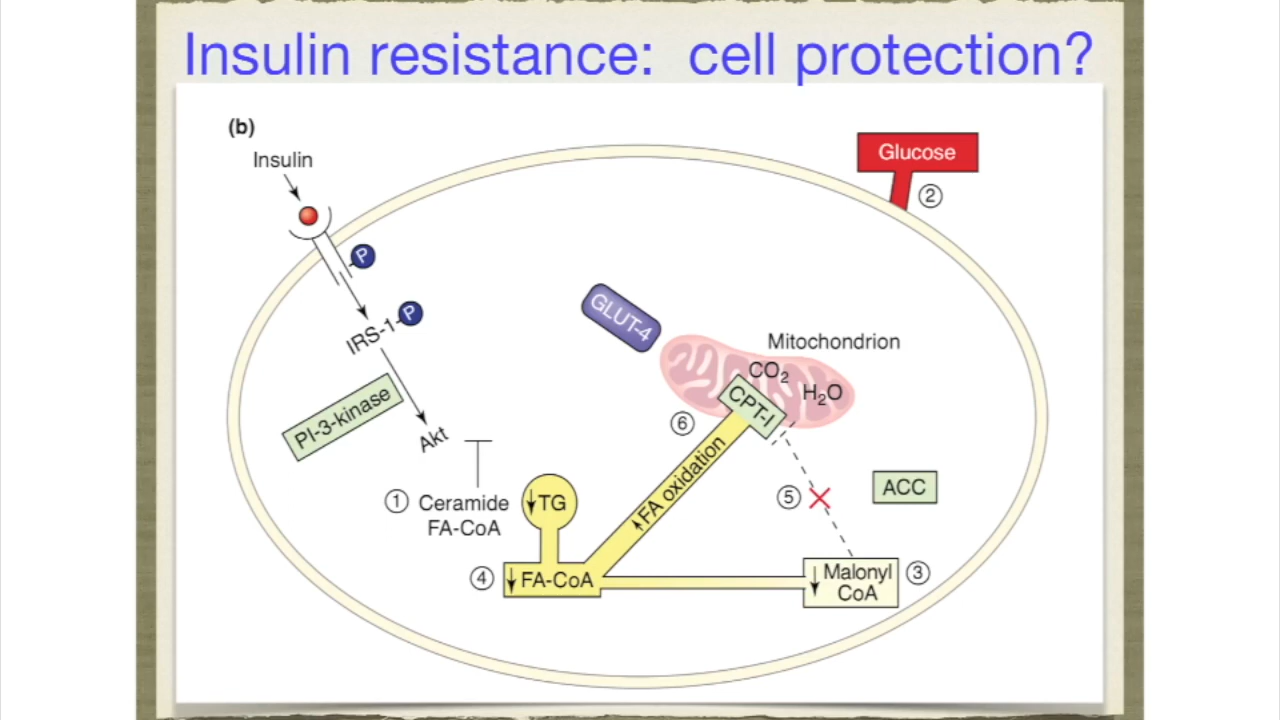 Insulin resistance: cell protection?
(b)
Insulin
Glucose
②
P
IRS-1-P
GLUT-4
Mitochondrion
CO₂
H₂O
CPT-I
PI-3-kinase
Akt
⑥
↑FA oxidation
① Ceramide
FA-CoA
↓TG
⑤
ACC
④ ↓FA-CoA
↓ Malonyl ③
CoA